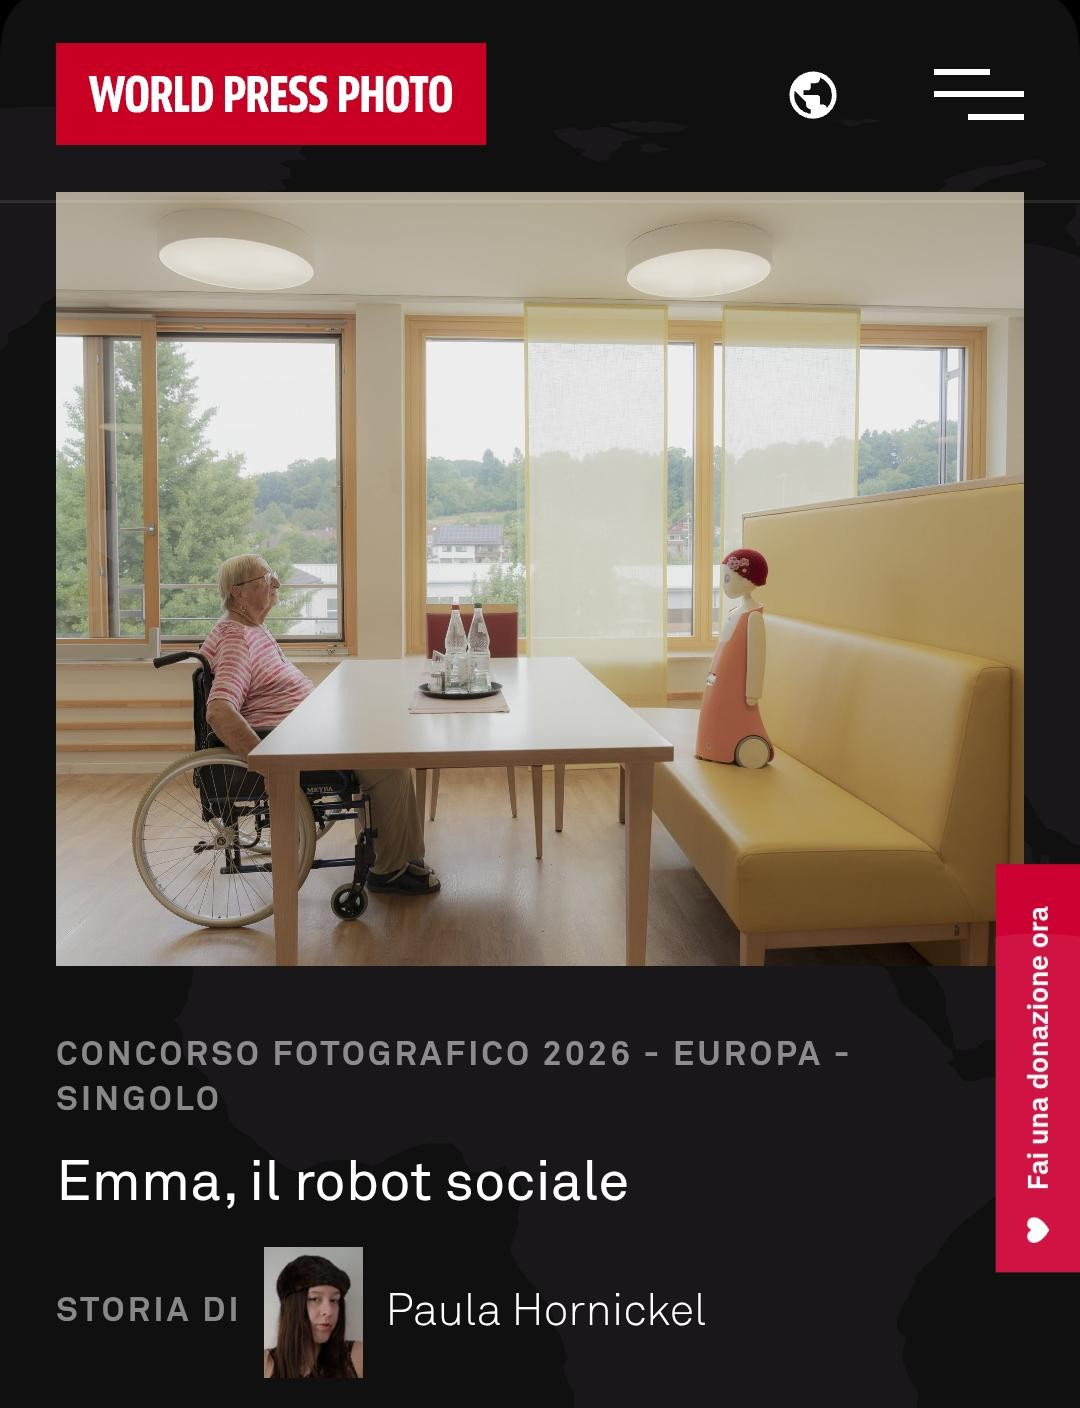 WORLD PRESS PHOTO
MEYRA
Fai una donazione ora
CONCORSO FOTOGRAFICO 2026 - EUROPA -
SINGOLO
Emma, il robot sociale
STORIA DI
Paula Hornickel